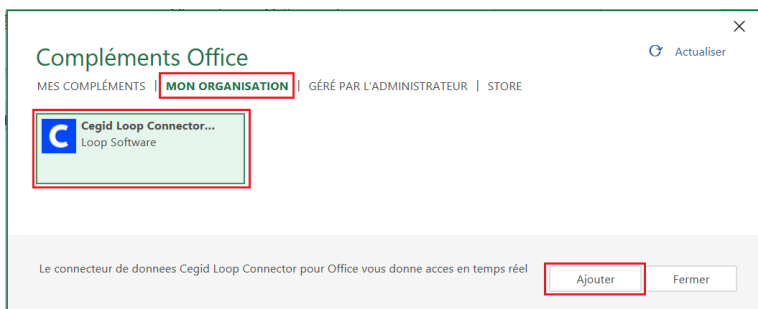 Compléments Office
Actualiser
MES COMPLÉMENTS | MON ORGANISATION | GÉRÉ PAR L'ADMINISTRATEUR | STORE
C
Cegid Loop Connector...
Loop Software
Le connecteur de donnees Cegid Loop Connector pour Office vous donne acces en temps réel
Ajouter
Fermer